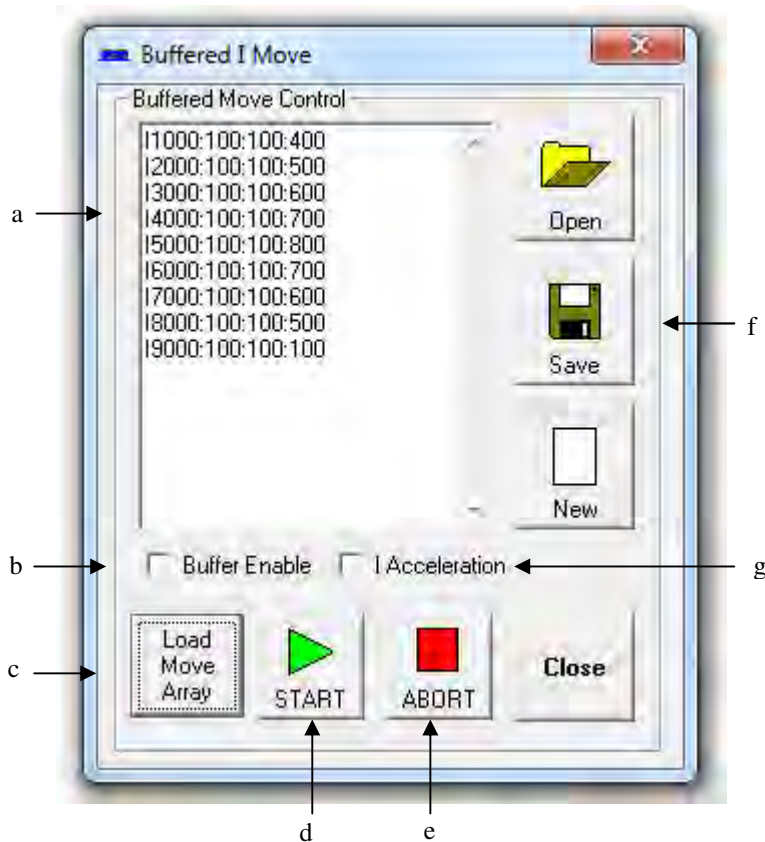 Buffered I Move
Buffered Move Control
I1000:100:100:400
I2000:100:100:500
I3000:100:100:600
I4000:100:100:700
I5000:100:100:800
I6000:100:100:700
I7000:100:100:600
I8000:100:100:500
I9000:100:100:100
Open
Save
New
a
f
b
Buffer Enable
I Acceleration
g
c
Load
Move
Array
START
ABORT
Close
d
e